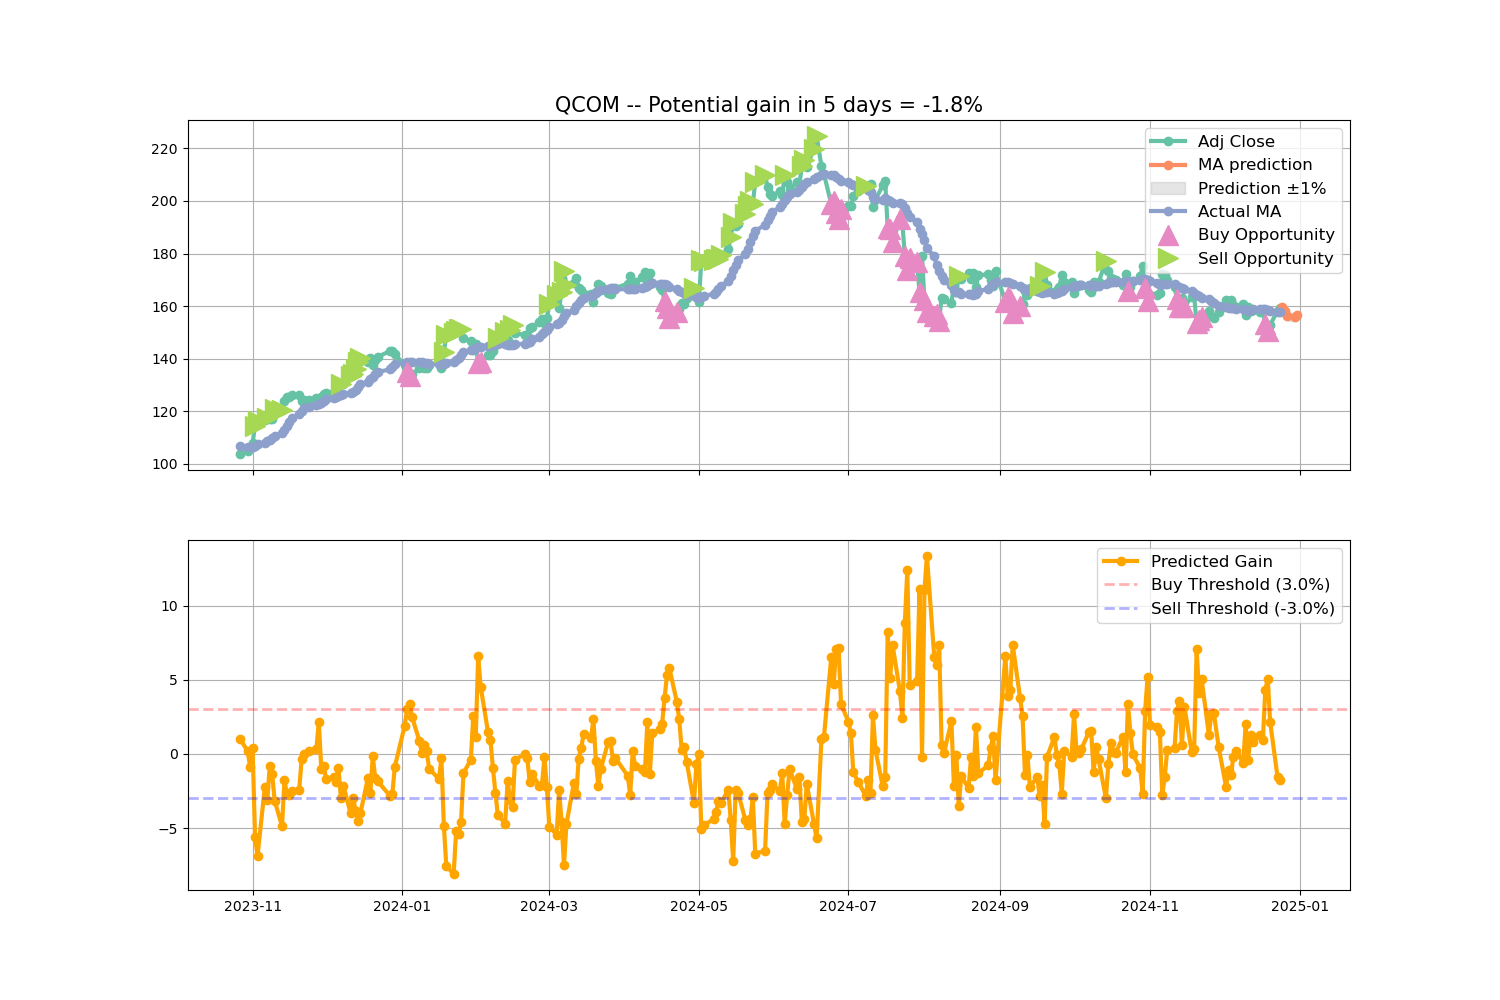 QCOM -- Potential gain in 5 days = -1.8%
220
200
180
160
140
120
100
Adj Close
MA prediction
Prediction ±1%
Actual MA
Buy Opportunity
Sell Opportunity
10
5
0
−5
Predicted Gain
Buy Threshold (3.0%)
Sell Threshold (-3.0%)
2023-11
2024-01
2024-03
2024-05
2024-07
2024-09
2024-11
2025-01